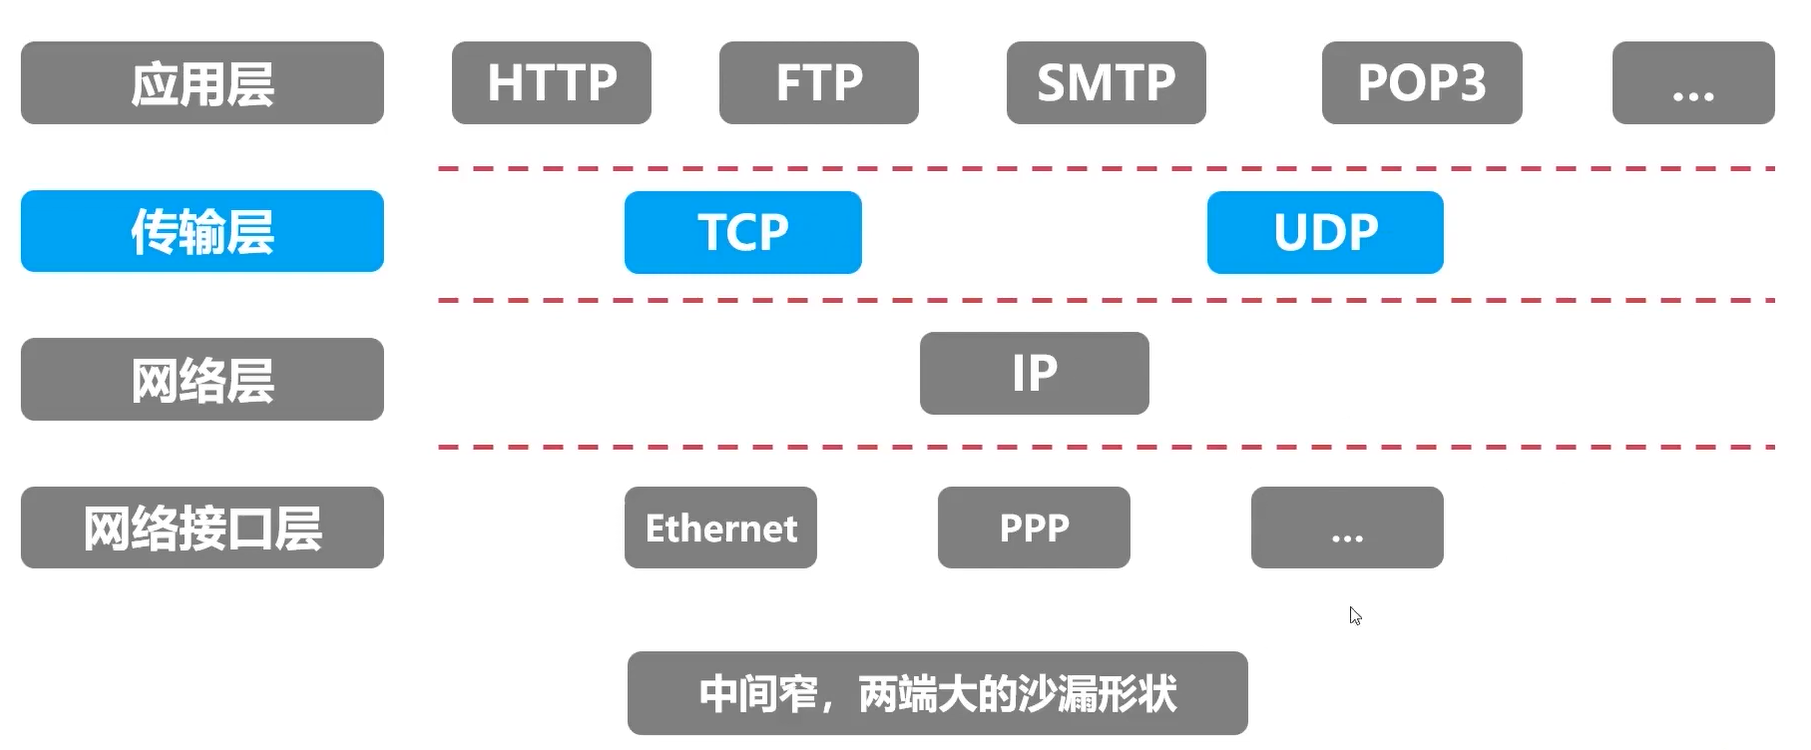 应用层 HTTP FTP SMTP POP3 ...
传输层 TCP UDP
网络层 IP
网络接口层 Ethernet PPP ...
中间窄，两端大的沙漏形状